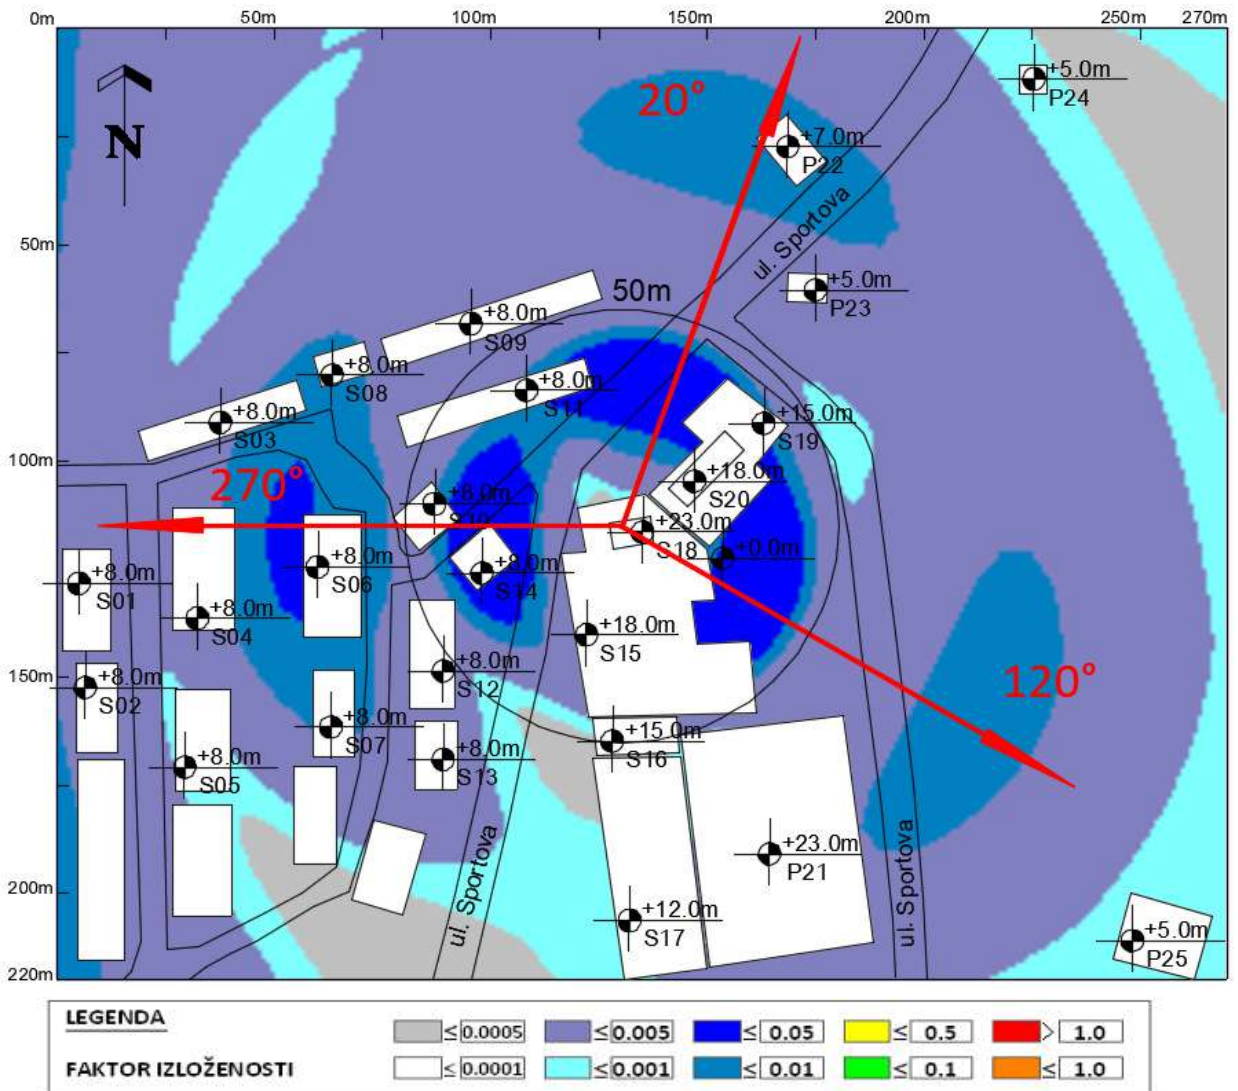 0m 50m 100m 150m 200m 250m 270m
+5.0m
P24
20°
N
+7.0m
P22
ul. Sportova
50m
+5.0m
P23
50m
+8.0m
S09
+8.0m
S08
+8.0m
S11
+8.0m
S03
+15.0m
S19
100m
270°
+18.0m
S20
+8.0m
S10
+23.0m
S18
+0.0m
+8.0m
S06
+8.0m
S14
+8.0m
S01
+8.0m
S04
+18.0m
S15
150m
+8.0m
S12
120°
+8.0m
S02
+8.0m
S07
+15.0m
S16
+8.0m
S13
+8.0m
S05
ul. Sportova
ul. Sportova
+23.0m
P21
200m
+12.0m
S17
+5.0m
P25
220m
LEGENDA
≤ 0.0005 ≤ 0.005 ≤ 0.05 ≤ 0.5 > 1.0
FAKTOR IZLOŽENOSTI
≤ 0.0001 ≤ 0.001 ≤ 0.01 ≤ 0.1 ≤ 1.0